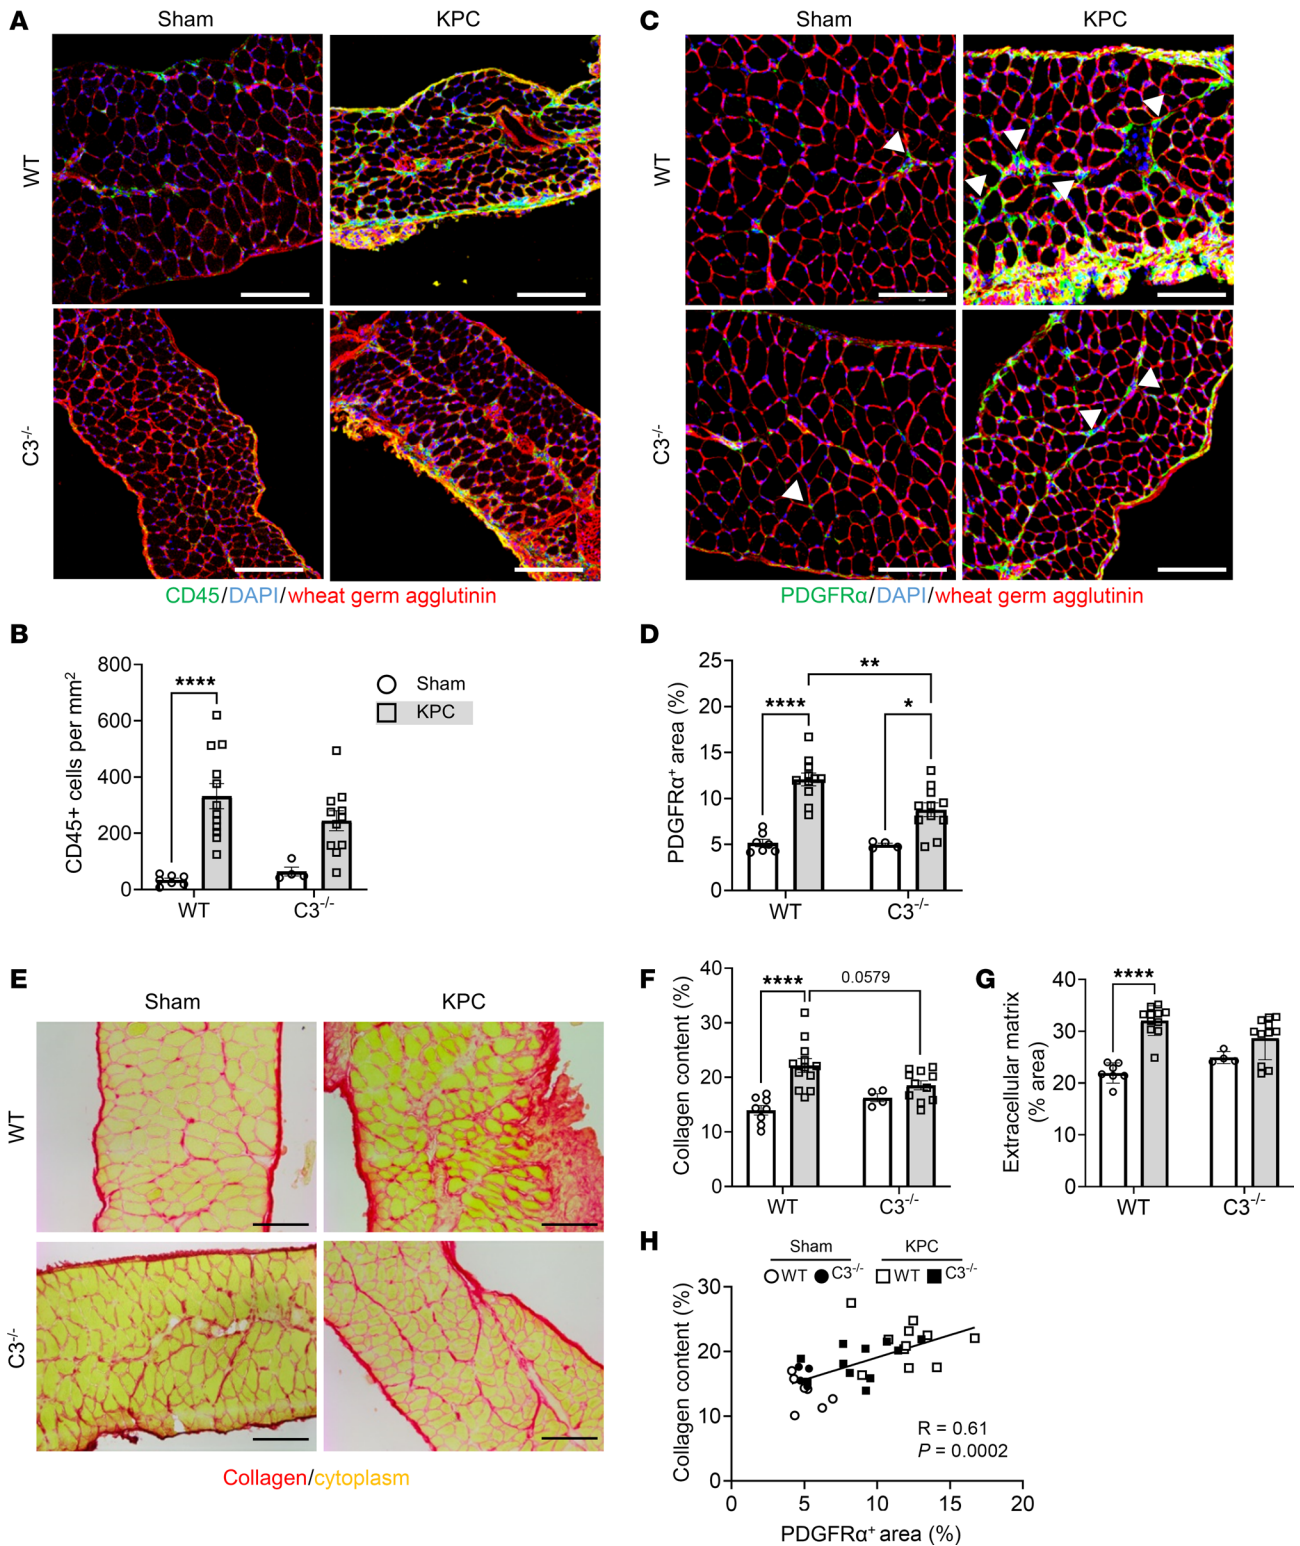 A
Sham
KPC
WT
C3-/-
CD45/DAPI/wheat germ agglutinin
C
Sham
KPC
WT
C3-/-
PDGFRα/DAPI/wheat germ agglutinin
B
CD45+ cells per mm2
800
600
400
200
0
****
WT
C3-/-
Sham
KPC
D
PDGFRα+ area (%)
25
20
15
10
5
0
****
**
*
WT
C3-/-
E
Sham
KPC
WT
C3-/-
Collagen/cytoplasm
F
Collagen content (%)
40
30
20
10
0
****
0.0579
WT
C3-/-
G
Extracellular matrix
(% area)
40
30
20
10
0
****
WT
C3-/-
H
Sham
KPC
WT C3-/- WT C3-/-
Collagen content (%)
30
20
10
0
R = 0.61
P = 0.0002
0 5 10 15 20
PDGFRα+ area (%)